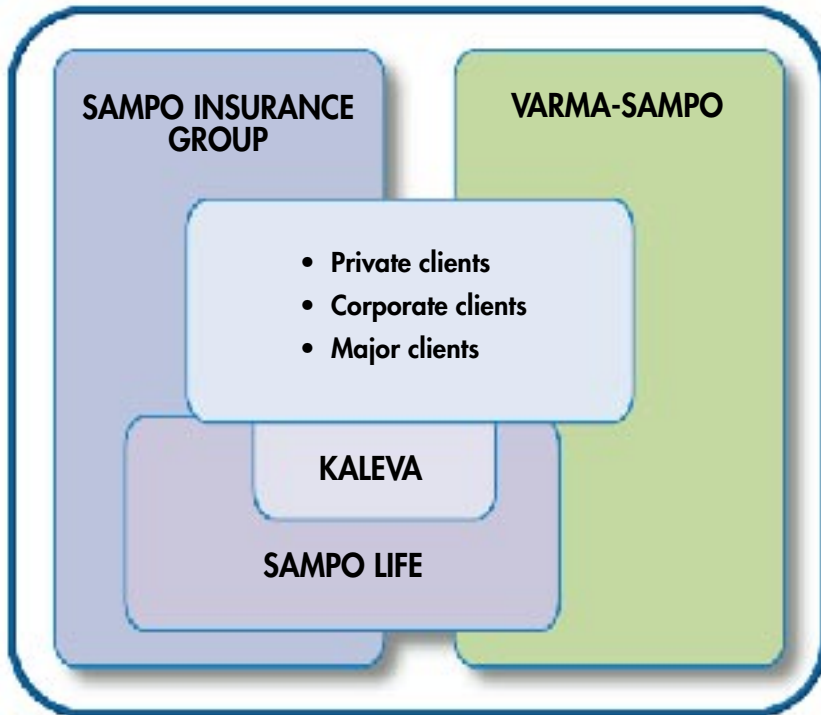 SAMPO INSURANCE
GROUP
VARMA-SAMPO
• Private clients
• Corporate clients
• Major clients
KALEVA
SAMPO LIFE